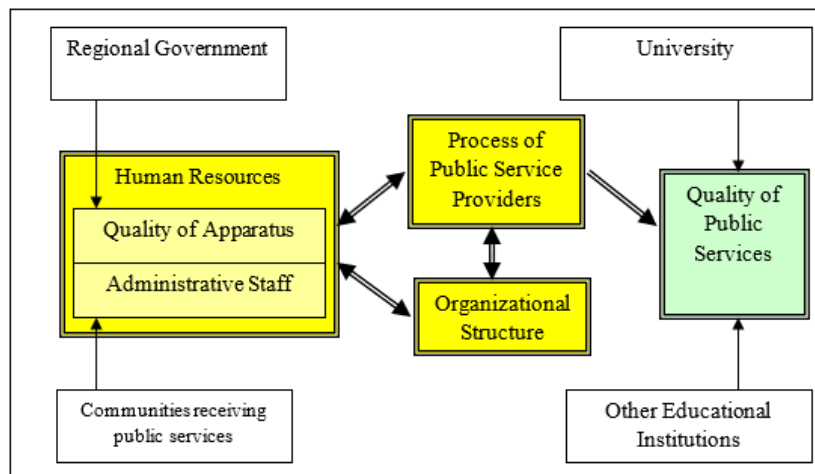 Regional Government
University
Process of
Public Service
Providers
Human Resources
Quality of Apparatus
Administrative Staff
Quality of
Public
Services
Organizational
Structure
Communities receiving
public services
Other Educational
Institutions